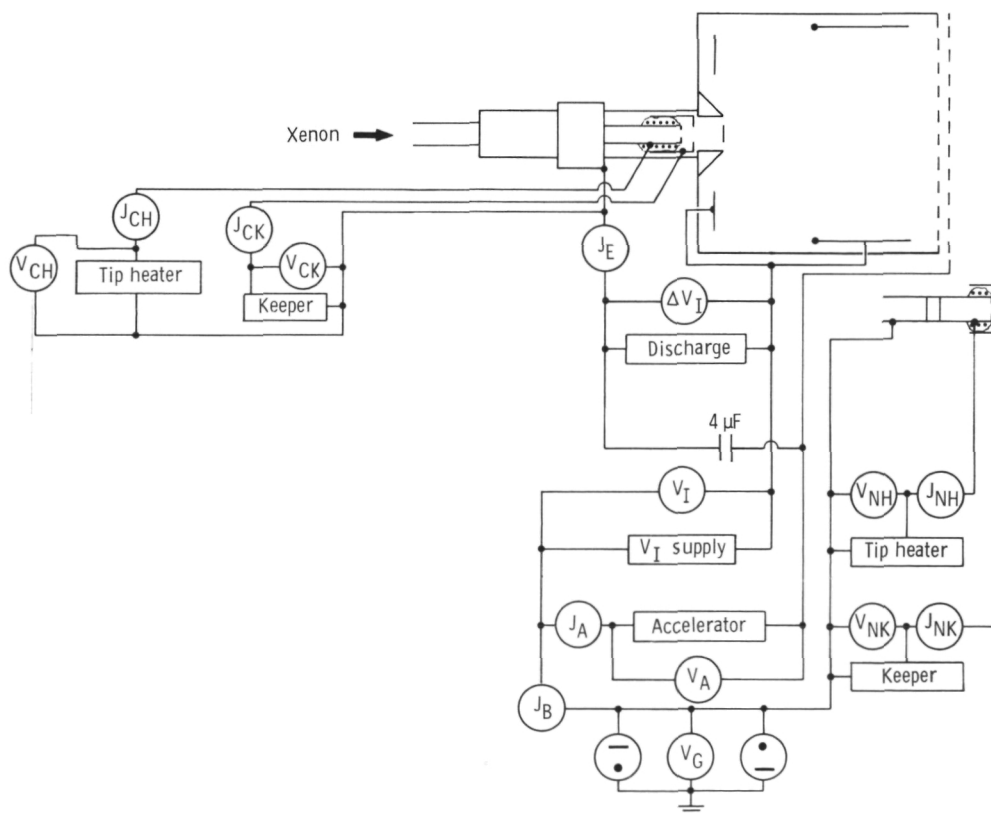 Xenon
J_CH
J_CK
V_CH
V_CK
Tip heater
Keeper
J_E
ΔV_I
Discharge
4 μF
V_I
V_I supply
J_A
Accelerator
V_A
J_B
V_G
V_NH
J_NH
Tip heater
V_NK
J_NK
Keeper